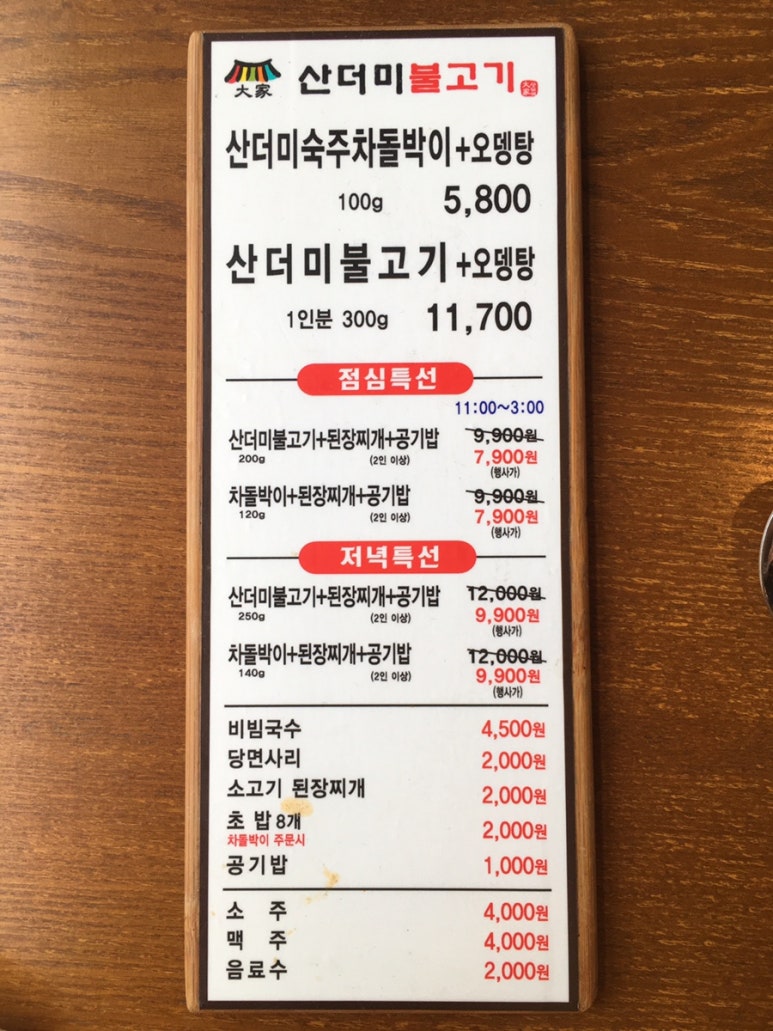 大家 산더미불고기
산더미숙주차돌박이+오뎅탕
100g 5,800
산더미불고기+오뎅탕
1인분 300g 11,700
점심특선
11:00~3:00
산더미불고기+된장찌개+공기밥 9,900원
200g (2인 이상) 7,900원
(행사가)
차돌박이+된장찌개+공기밥 9,900원
120g (2인 이상) 7,900원
(행사가)
저녁특선
산더미불고기+된장찌개+공기밥 12,000원
250g (2인 이상) 9,900원
(행사가)
차돌박이+된장찌개+공기밥 12,000원
140g (2인 이상) 9,900원
(행사가)
비빔국수 4,500원
당면사리 2,000원
소고기 된장찌개 2,000원
초 밥 8개 2,000원
차돌박이 주문시
공기밥 1,000원
소 주 4,000원
맥 주 4,000원
음료수 2,000원